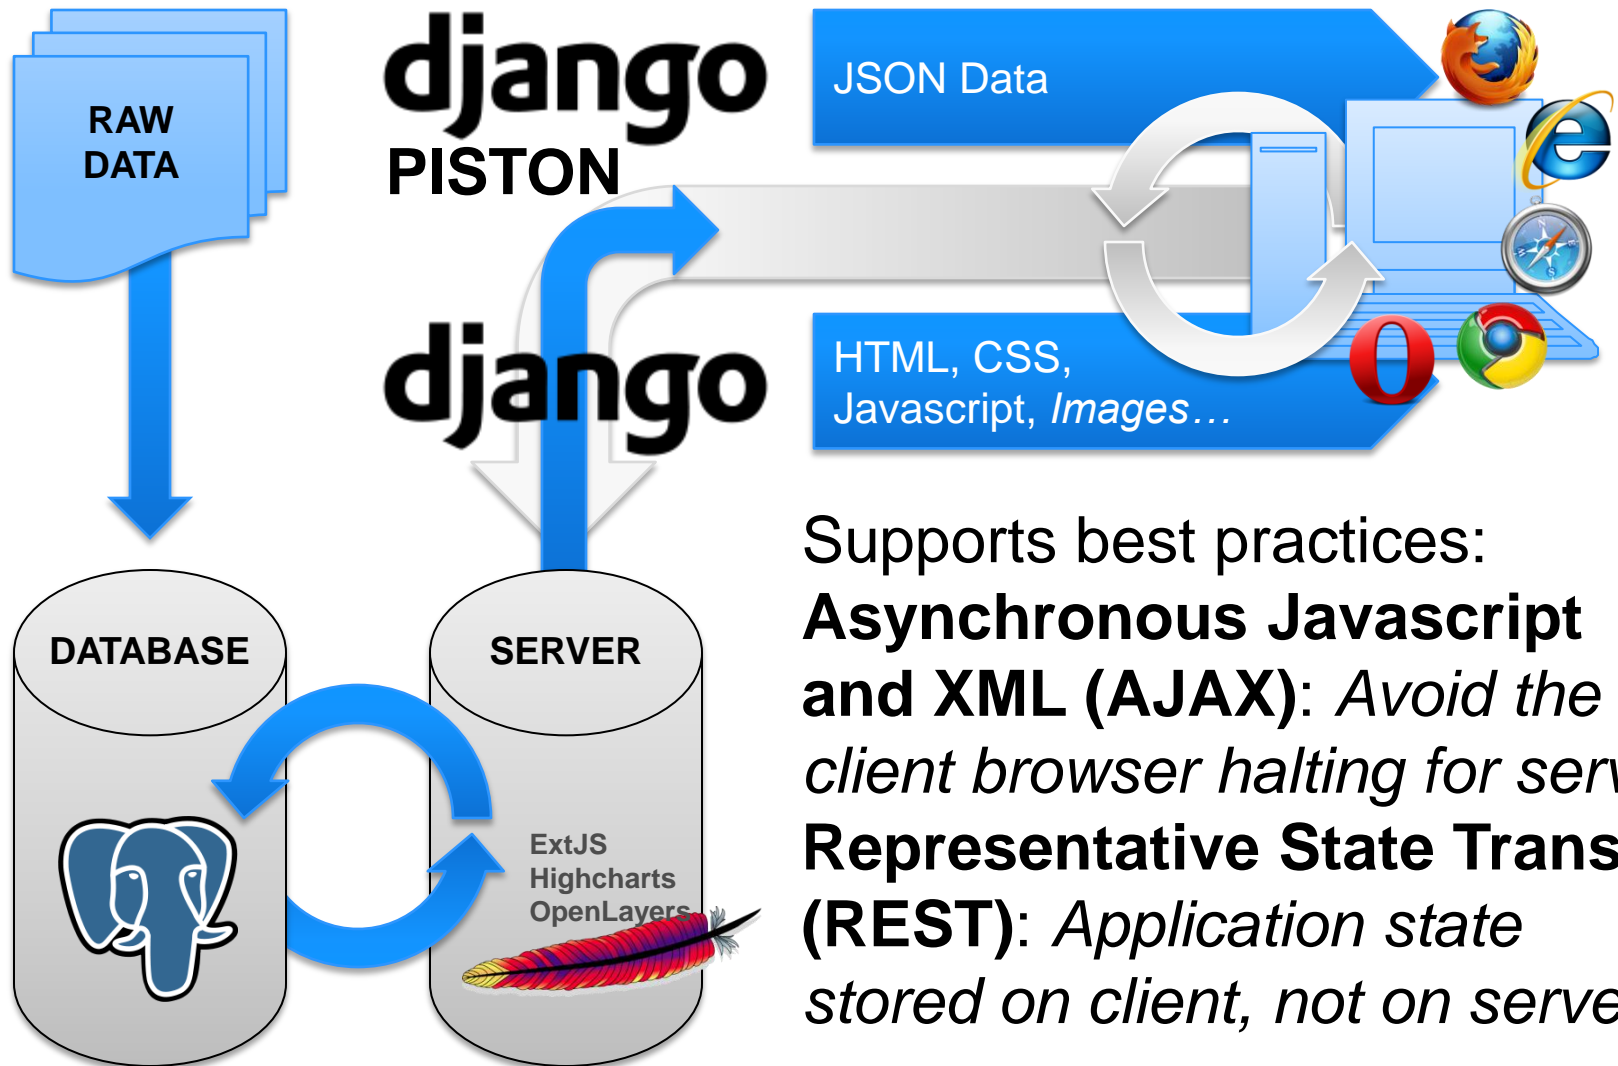 RAW
DATA
django
PISTON
JSON Data
django
HTML, CSS,
Javascript, Images…
DATABASE
SERVER
ExtJS
Highcharts
OpenLayers
Supports best practices:
Asynchronous Javascript
and XML (AJAX): Avoid the
client browser halting for
Representative State
(REST): Application state
stored on client, not on